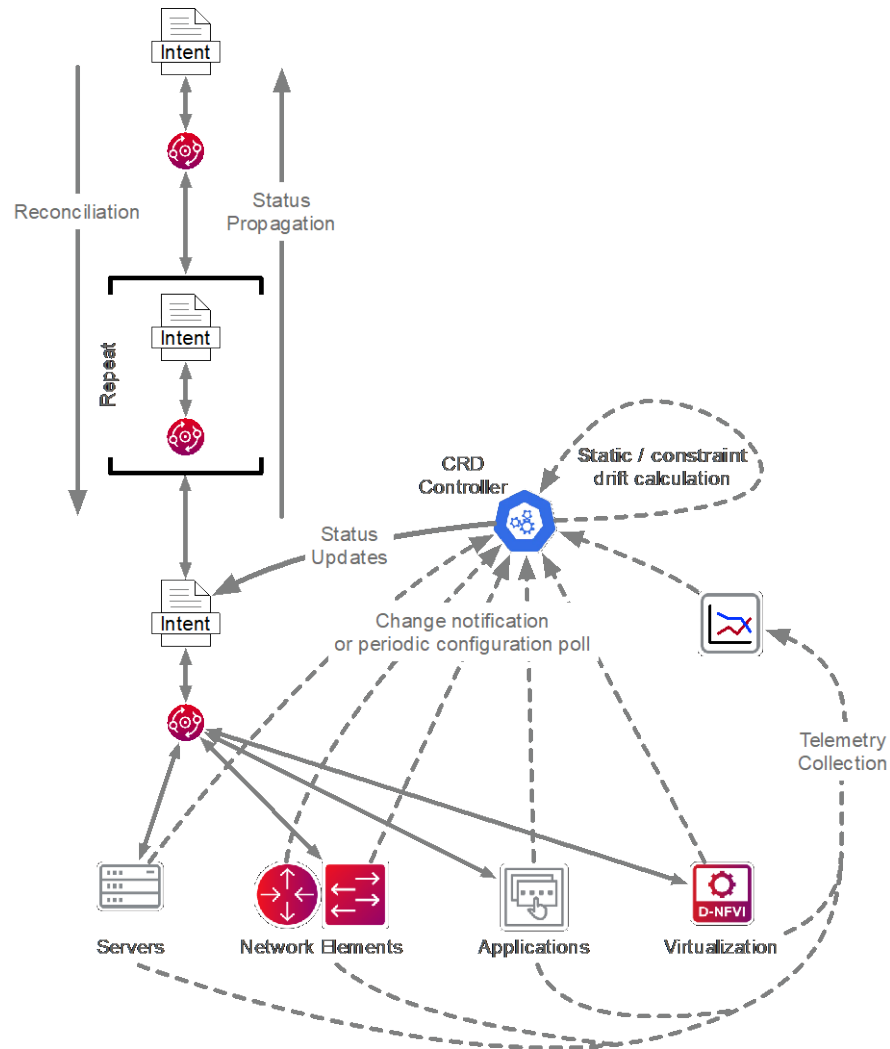 Intent
Reconciliation
Status
Propagation
Intent
Repeat
CRD
Controller
Static / constraint
drift calculation
Status
Updates
Intent
Change notification
or periodic configuration poll
Telemetry
Collection
D-NFVI
Servers
Network Elements
Applications
Virtualization